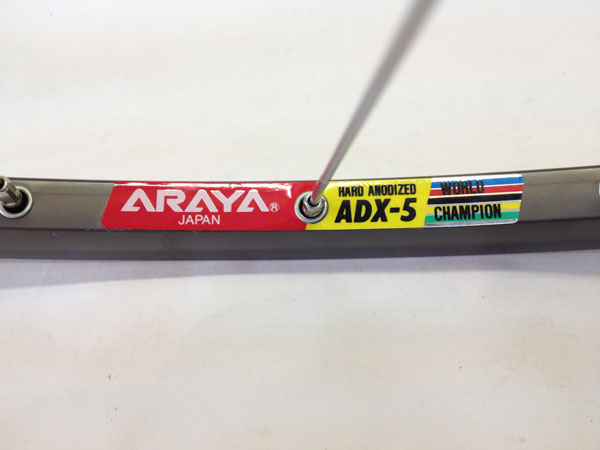 ARAYA®
JAPAN
HARD ANODIZED
ADX-5
WORLD
CHAMPION